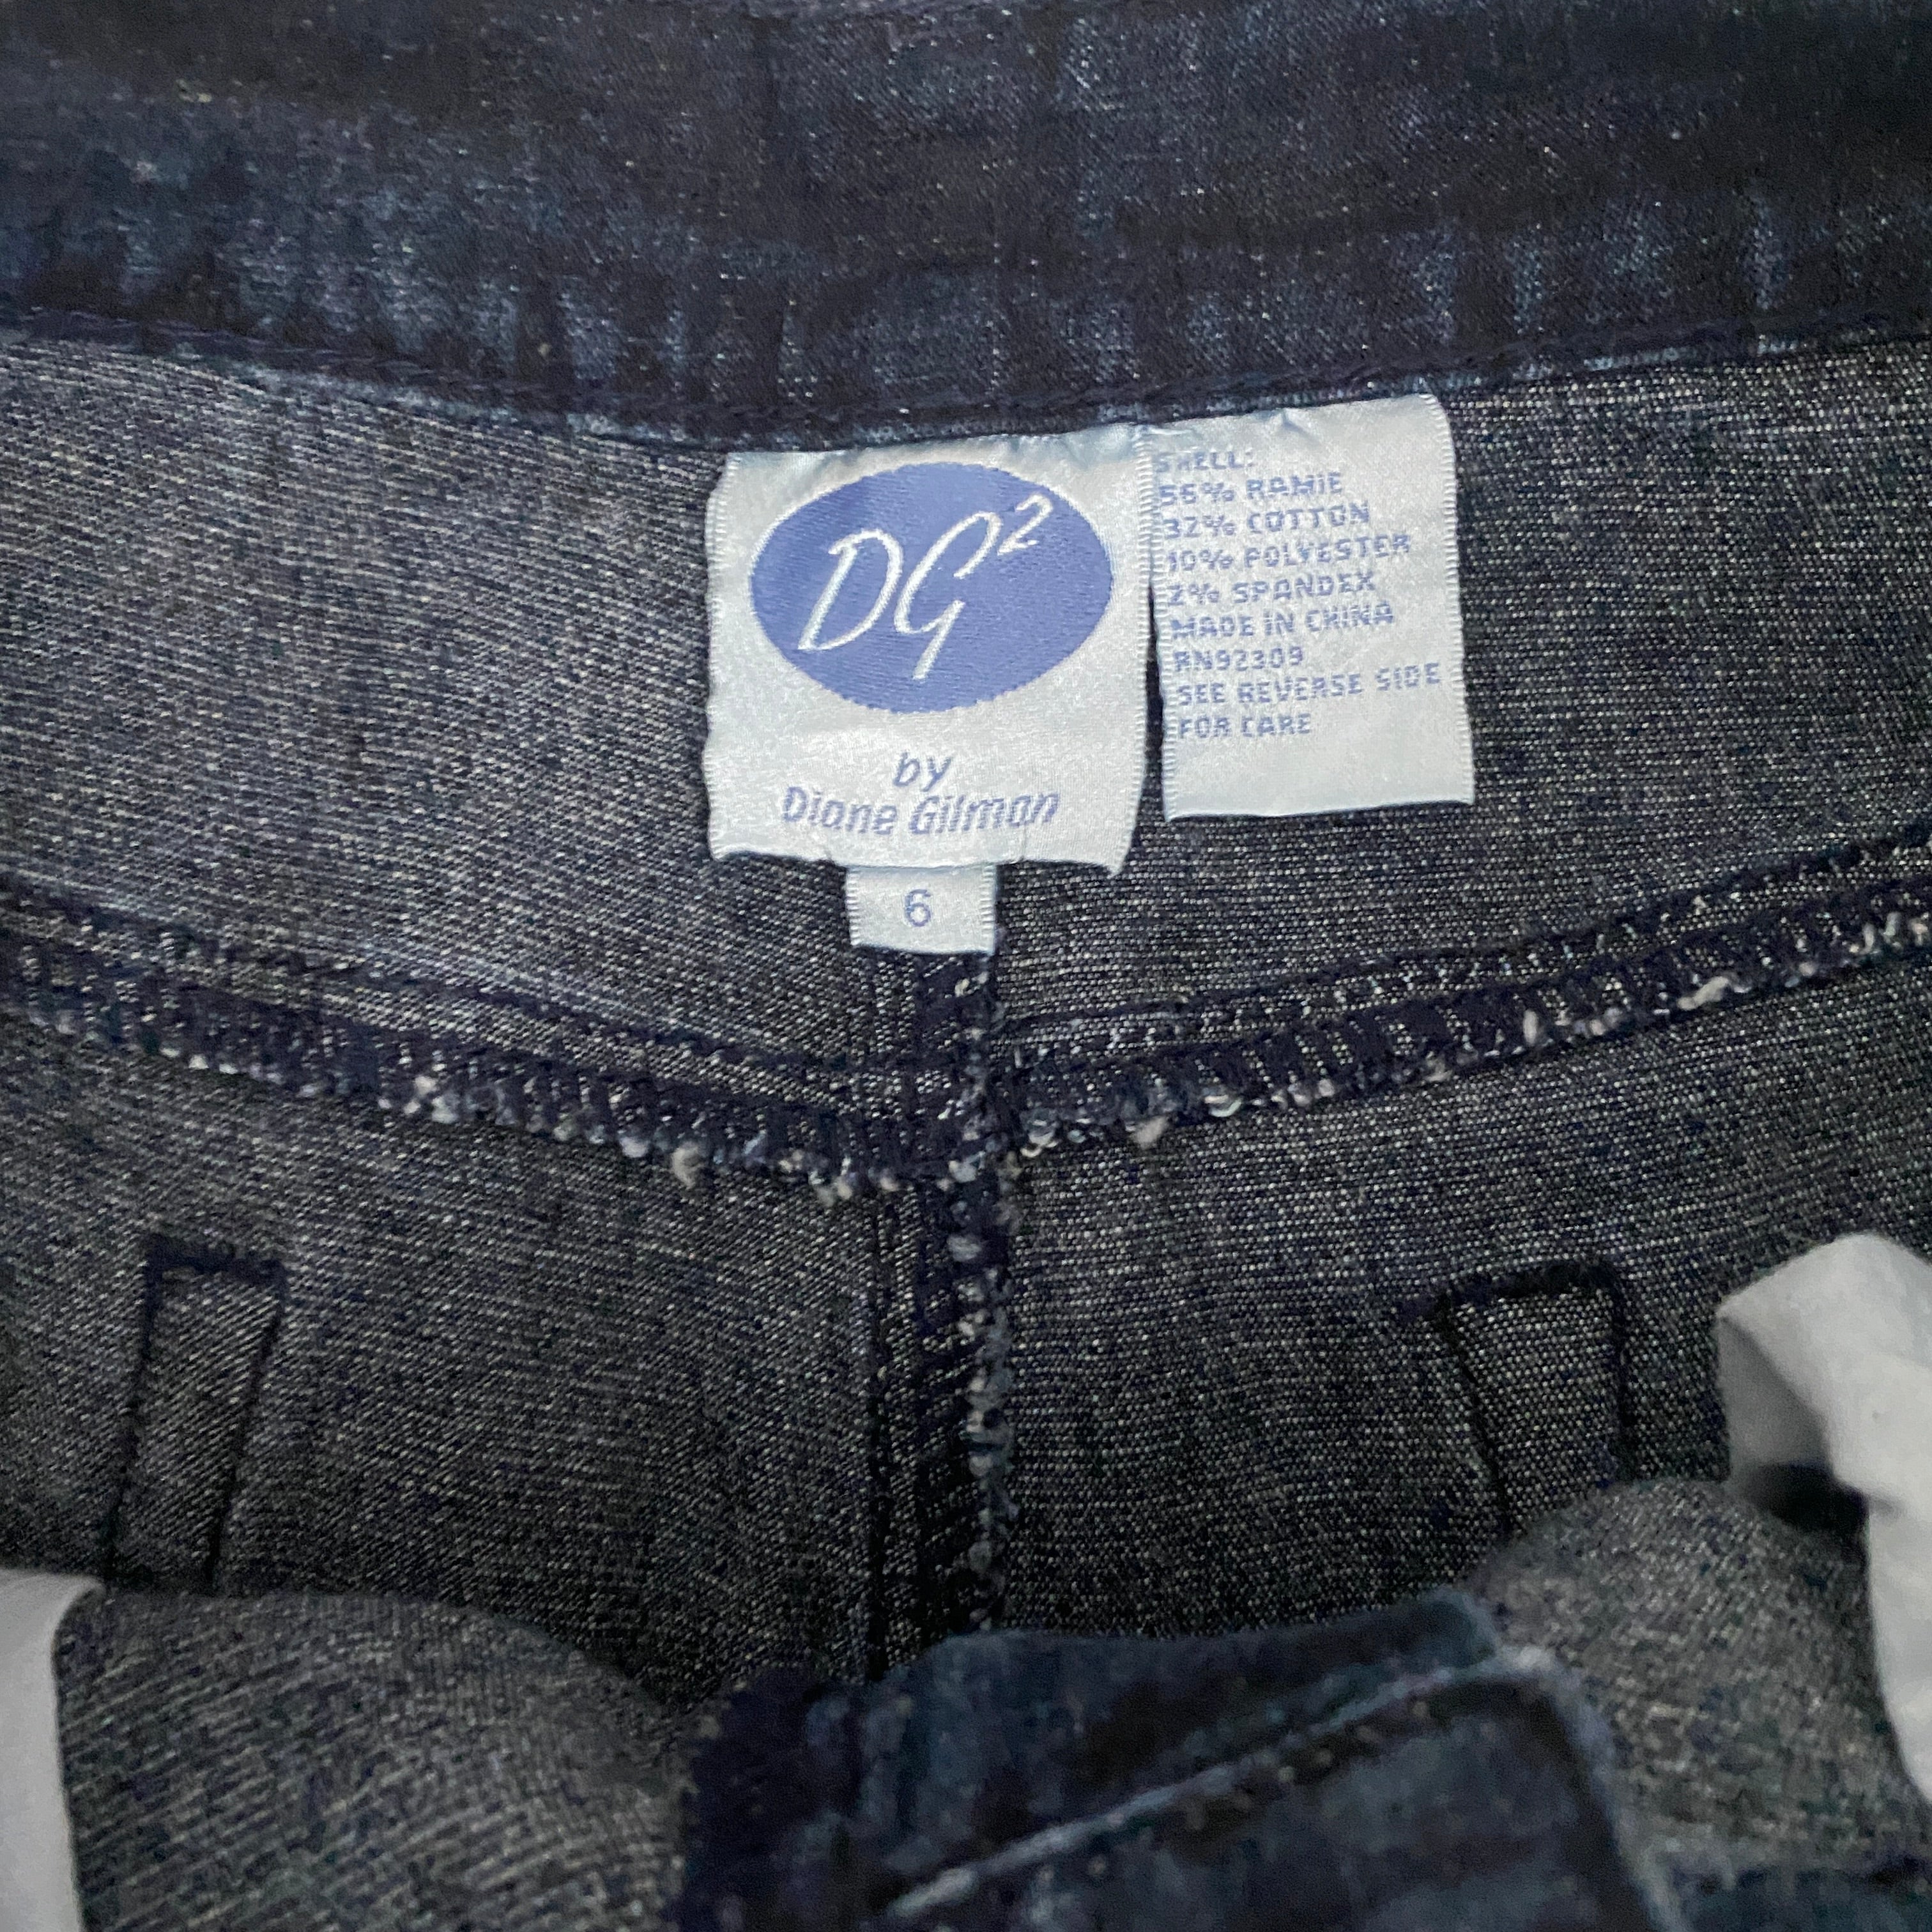 DG²
by
Diane Gilman
6
SHELL:
56% RAMIE
32% COTTON
10% POLYESTER
2% SPANDEX
MADE IN CHINA
RN92309
SEE REVERSE SIDE
FOR CARE